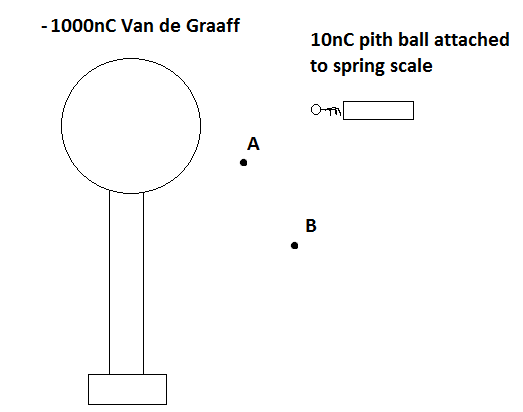 - 1000nC Van de Graaff
10nC pith ball attached
to spring scale
A
B